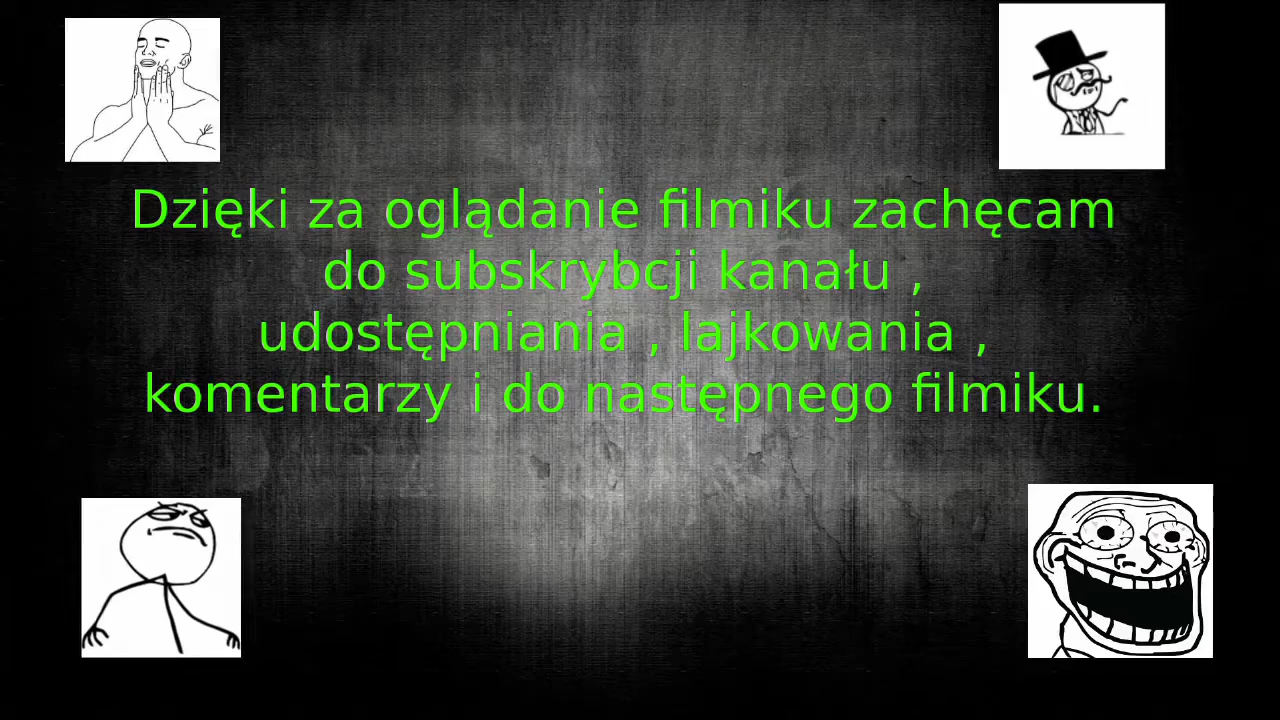 Dzięki za oglądanie filmiku zachęcam
do subskrybcji kanału ,
udostępniania , lajkowania ,
komentarzy i do następnego filmiku.